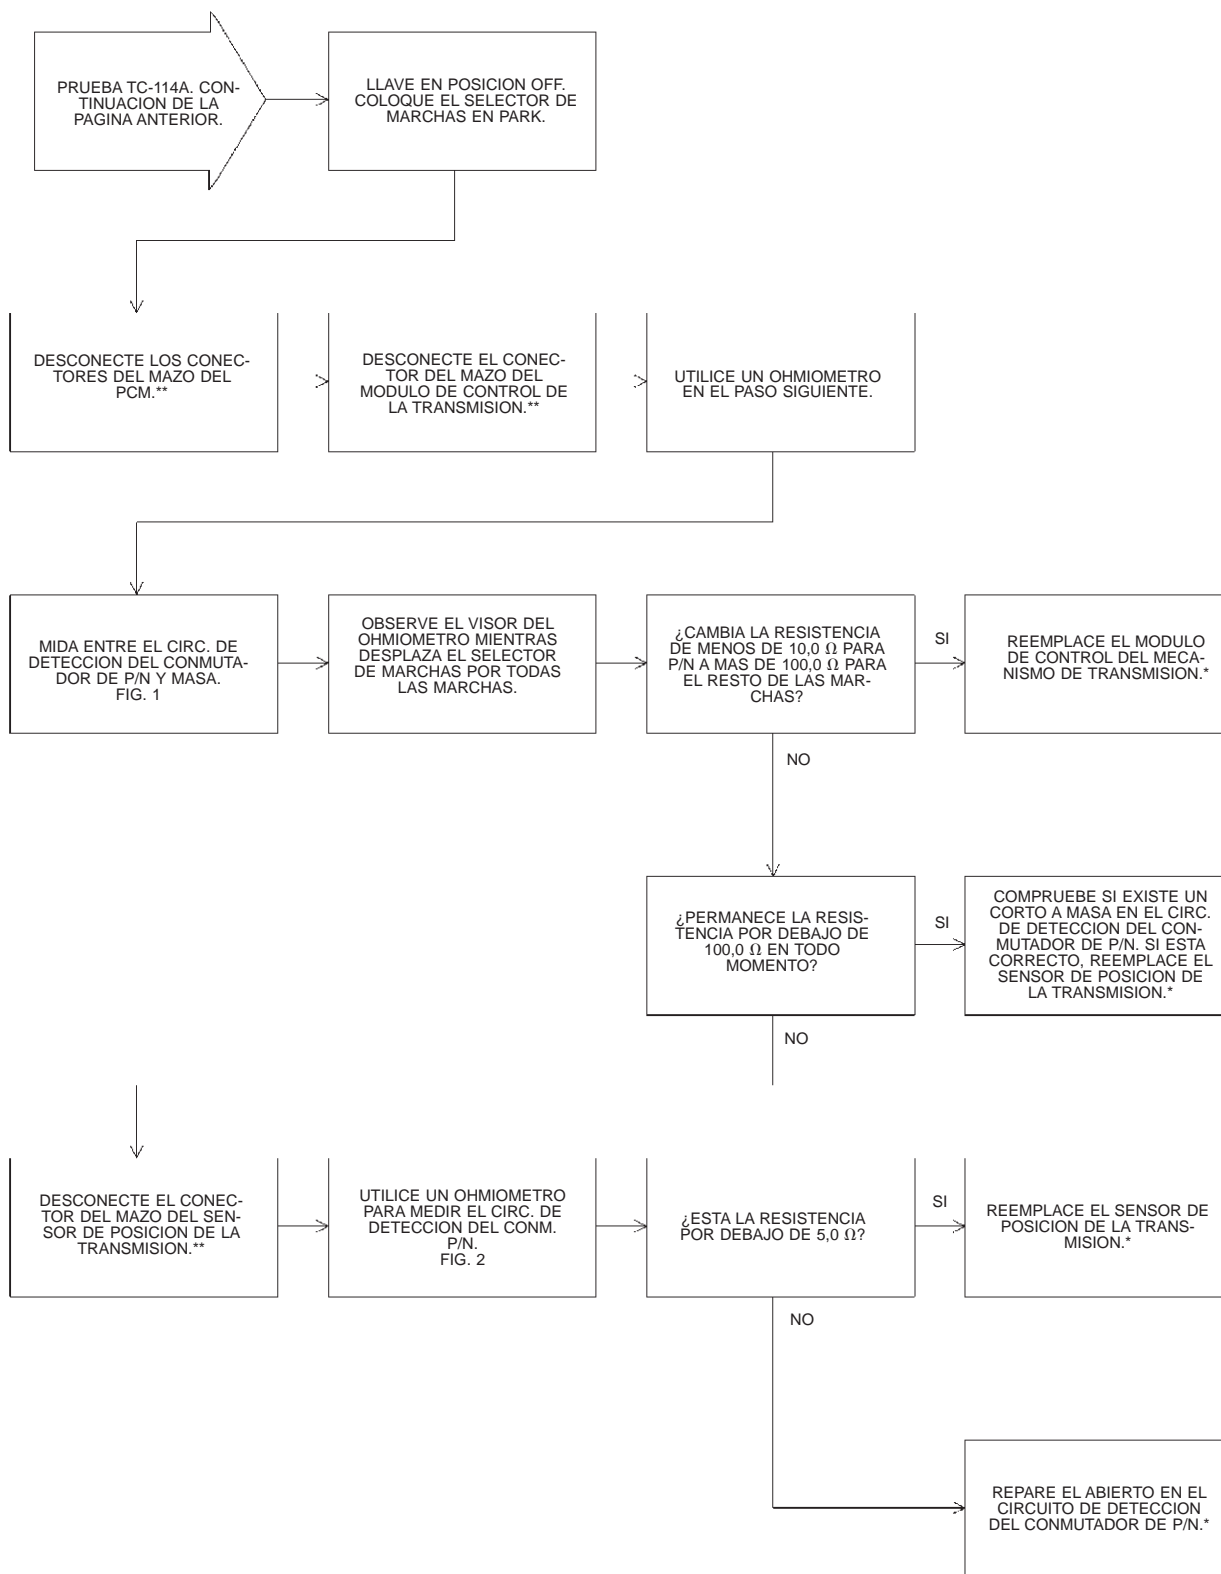 PRUEBA TC-114A. CON-
TINUACION DE LA
PAGINA ANTERIOR.
LLAVE EN POSICION OFF.
COLOQUE EL SELECTOR DE
MARCHAS EN PARK.
DESCONECTE LOS CONEC-
TORES DEL MAZO DEL
PCM.**
DESCONECTE EL CONEC-
TOR DEL MAZO DEL
MODULO DE CONTROL DE
LA TRANSMISION.**
UTILICE UN OHMIOMETRO
EN EL PASO SIGUIENTE.
MIDA ENTRE EL CIRC. DE
DETECCION DEL CONMUTA-
DOR DE P/N Y MASA.
FIG. 1
OBSERVE EL VISOR DEL
OHMIOMETRO MIENTRAS
DESPLAZA EL SELECTOR
DE MARCHAS POR TODAS
LAS MARCHAS.
¿CAMBIA LA RESISTENCIA
DE MENOS DE 10,0 Ω PARA
P/N A MAS DE 100,0 Ω PARA
EL RESTO DE LAS MAR-
CHAS?
SI
REEMPLACE EL MODULO
DE CONTROL DEL MECA-
NISMO DE TRANSMISION.*
NO
¿PERMANECE LA RESIS-
TENCIA POR DEBAJO DE
100,0 Ω EN TODO
MOMENTO?
SI
COMPRUEBE SI EXISTE UN
CORTO A MASA EN EL CIRC.
DE DETECCION DEL CON-
MUTADOR DE P/N. SI ESTA
CORRECTO, REEMPLACE EL
SENSOR DE POSICION DE
LA TRANSMISION.*
NO
DESCONECTE EL CONEC-
TOR DEL MAZO DEL SEN-
SOR DE POSICION DE LA
TRANSMISION.**
UTILICE UN OHMIOMETRO
PARA MEDIR EL CIRC. DE
DETECCION DEL CONM.
P/N.
FIG. 2
¿ESTA LA RESISTENCIA
POR DEBAJO DE 5,0 Ω?
SI
REEMPLACE EL SENSOR DE
POSICION DE LA TRANS-
MISION.*
NO
REPARE EL ABIERTO EN EL
CIRCUITO DE DETECCION
DEL CONMUTADOR DE P/N.*